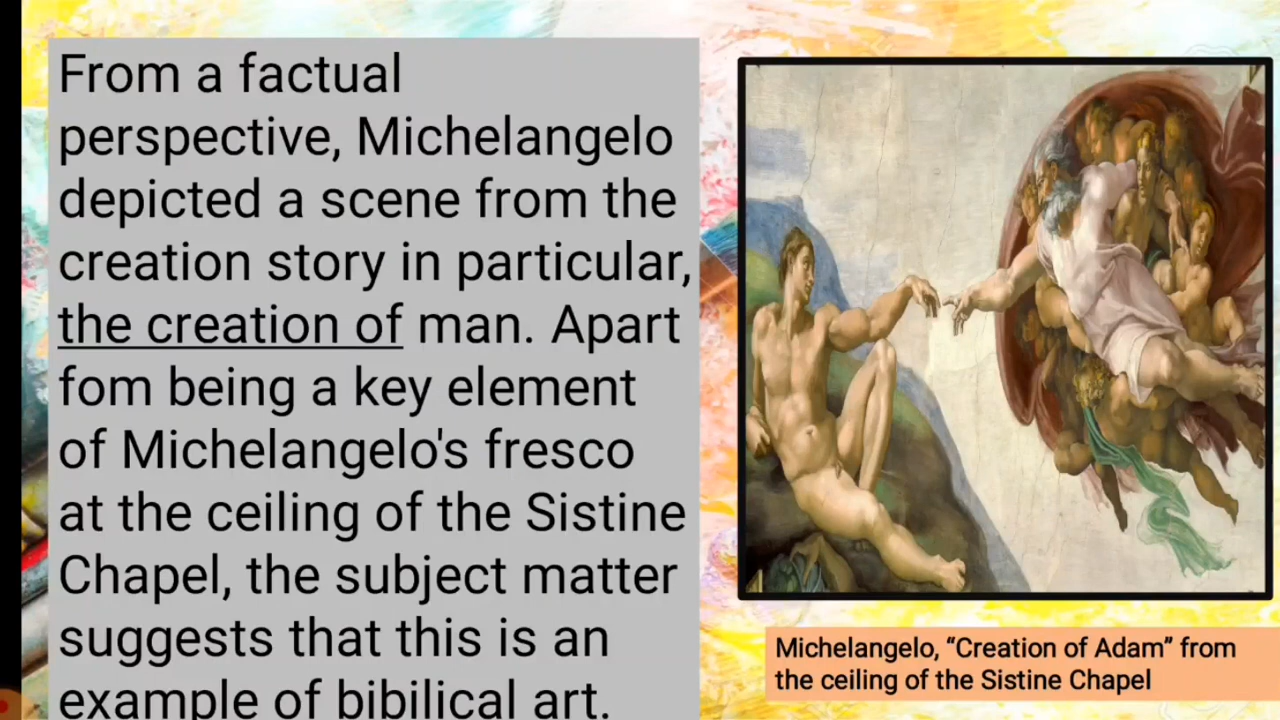 From a factual
perspective, Michelangelo
depicted a scene from the
creation story in particular,
the creation of man. Apart
fom being a key element
of Michelangelo's fresco
at the ceiling of the Sistine
Chapel, the subject matter
suggests that this is an
example of bibilical art.
Michelangelo, “Creation of Adam” from
the ceiling of the Sistine Chapel